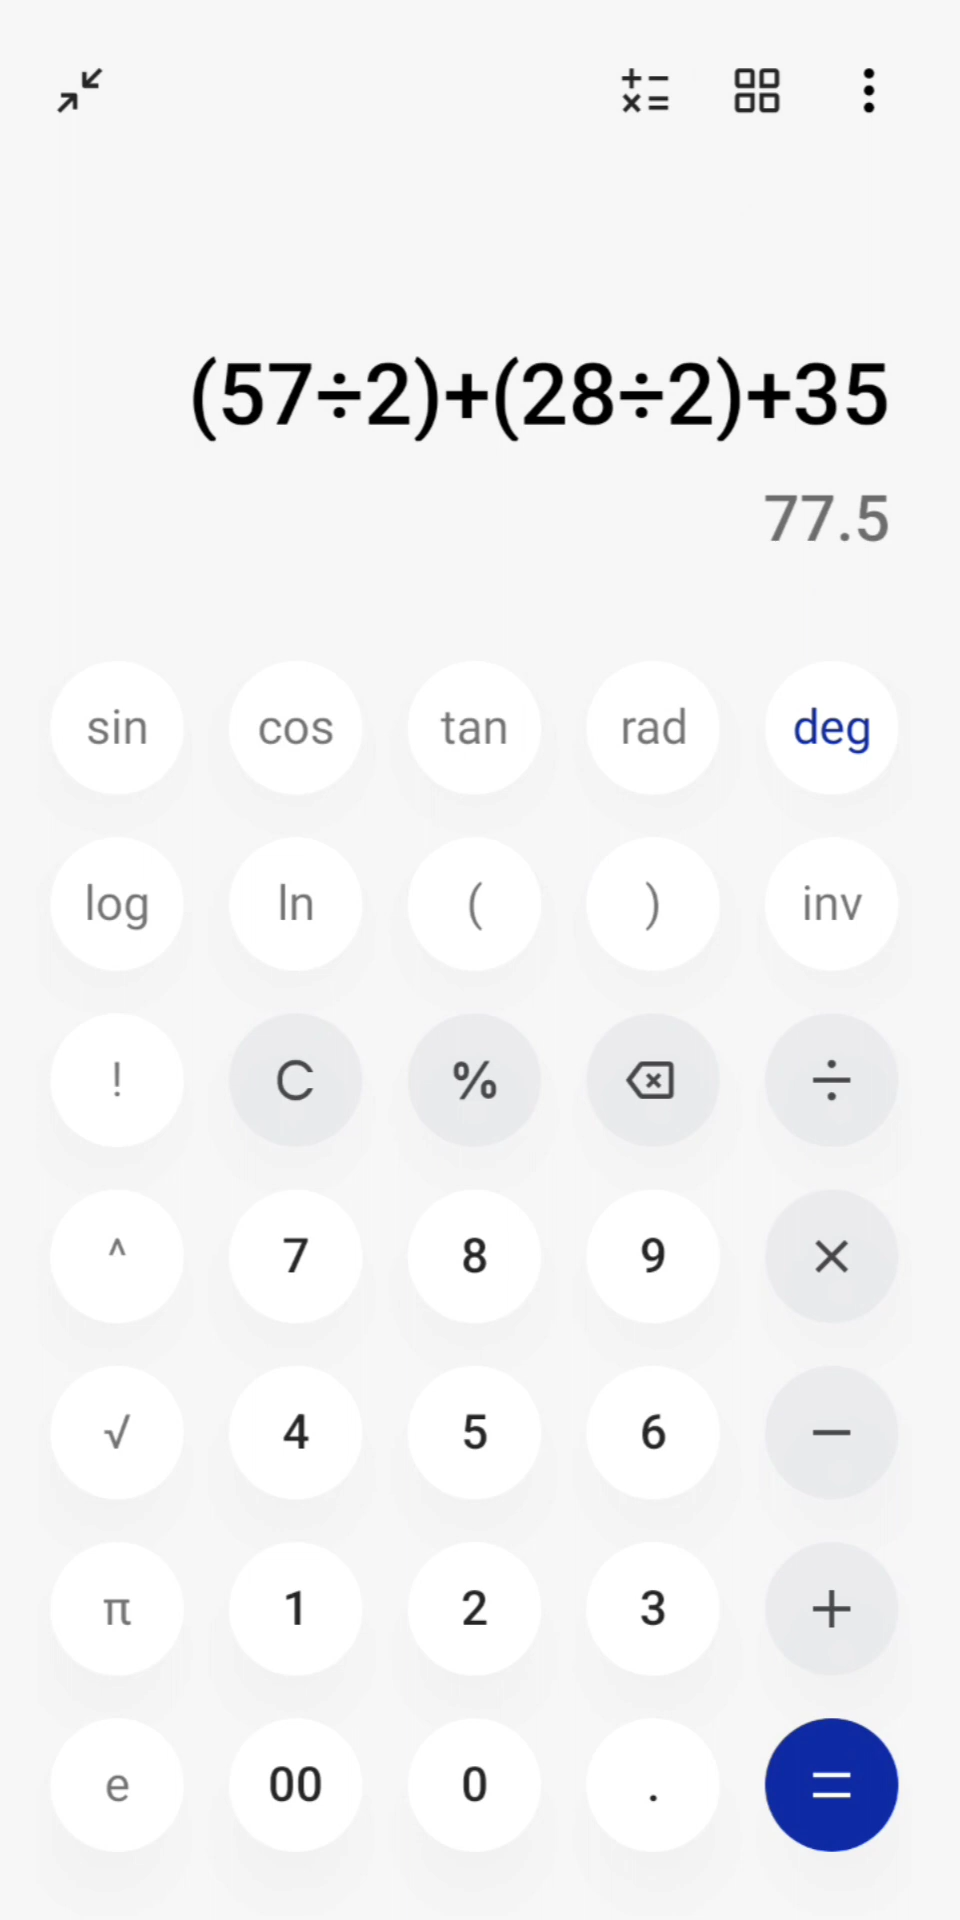 (57÷2)+(28÷2)+35
77.5
sin cos tan rad deg
log ln ( ) inv
! C % ÷
^ 7 8 9 ×
√ 4 5 6 −
π 1 2 3 +
e 00 0 . =